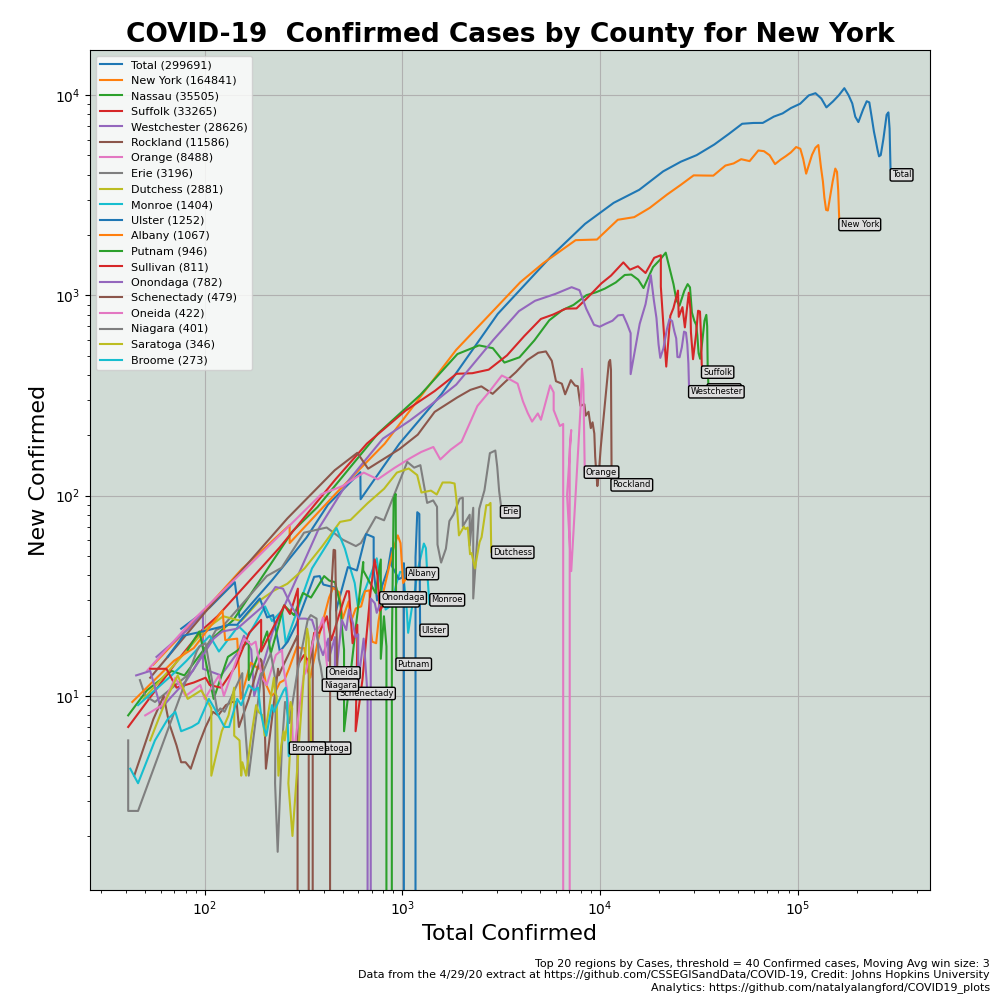 COVID-19  Confirmed Cases by County for New York
Total (299691)
New York (164841)
Nassau (35505)
Suffolk (33265)
Westchester (28626)
Rockland (11586)
Orange (8488)
Erie (3196)
Dutchess (2881)
Monroe (1404)
Ulster (1252)
Albany (1067)
Putnam (946)
Sullivan (811)
Onondaga (782)
Schenectady (479)
Oneida (422)
Niagara (401)
Saratoga (346)
Broome (273)
10⁴
10³
10²
10¹
New Confirmed
Total
New York
Suffolk
Westchester
Orange
Rockland
Erie
Dutchess
Albany
Onondaga
Monroe
Ulster
Putnam
Oneida
Niagara
Schenectady
Broome
atoga
10²
10³
10⁴
10⁵
Total Confirmed
Top 20 regions by Cases, threshold = 40 Confirmed cases, Moving Avg win size: 3
Data from the 4/29/20 extract at https://github.com/CSSEGISandData/COVID-19, Credit: Johns Hopkins University
Analytics: https://github.com/natalyalangford/COVID19_plots